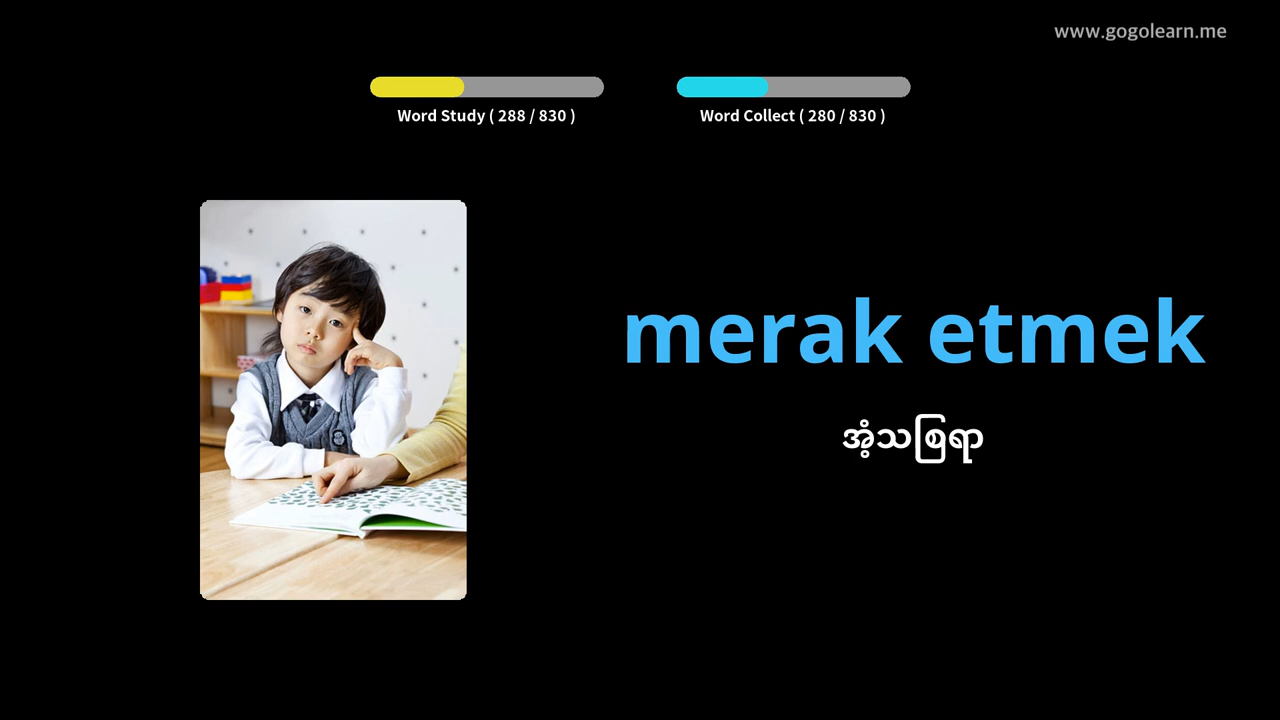 www.gogolearn.me
Word Study ( 288 / 830 )
Word Collect ( 280 / 830 )
merak etmek
အံ့သစြရာ